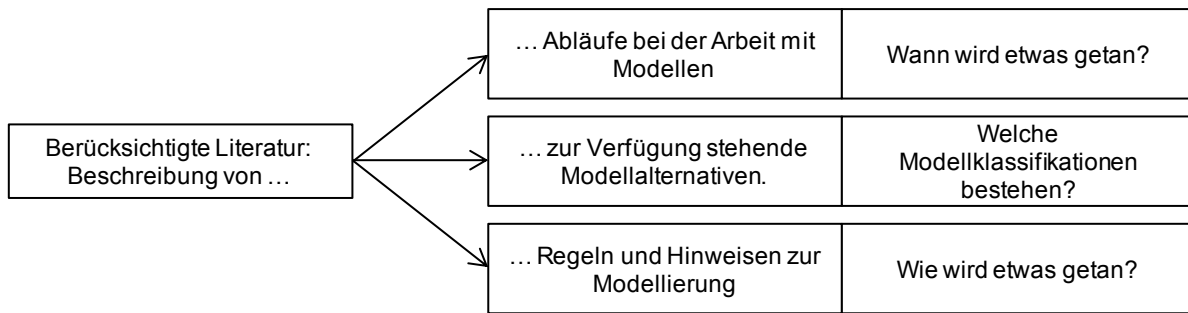 Berücksichtigte Literatur:
Beschreibung von …
… Abläufe bei der Arbeit mit
Modellen
Wann wird etwas getan?
… zur Verfügung stehende
Modellalternativen.
Welche
Modellklassifikationen
bestehen?
… Regeln und Hinweisen zur
Modellierung
Wie wird etwas getan?